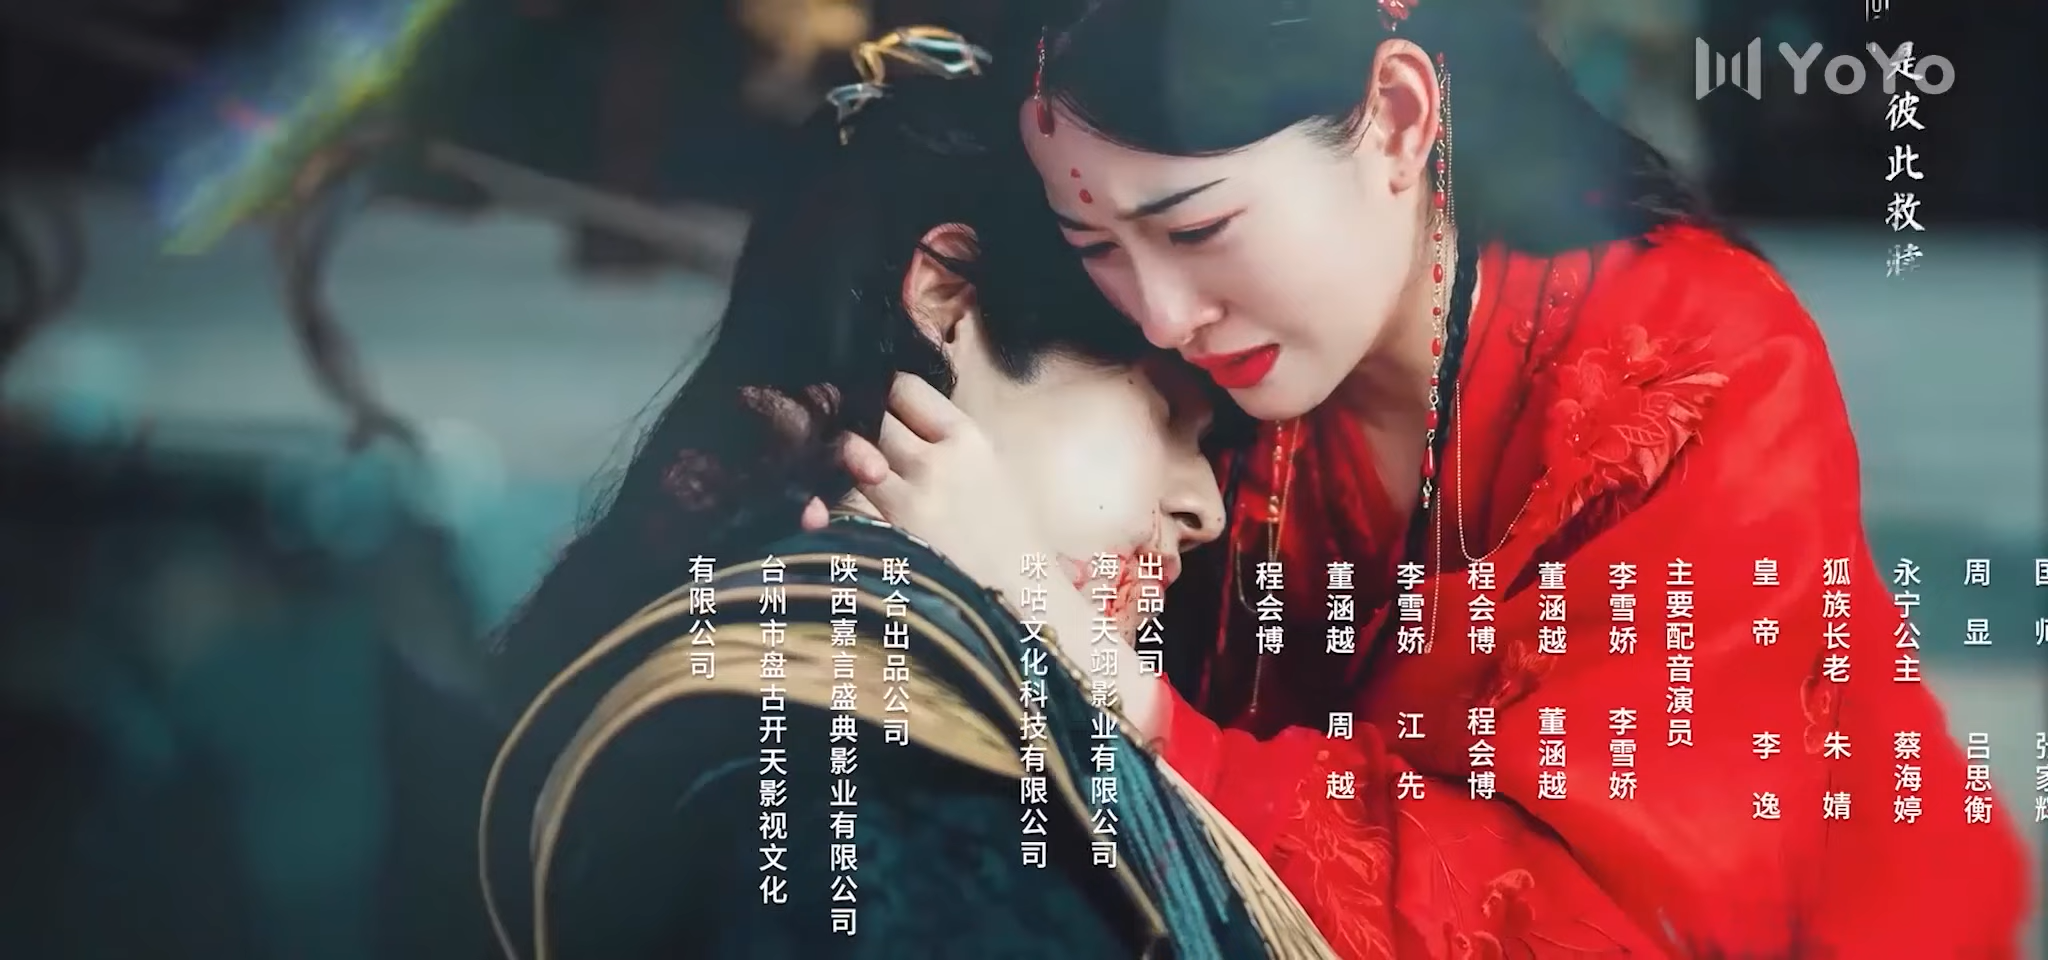 YoYo
是彼此救赎
周显 吕思衡
永宁公主 蔡海婷
狐族长老 朱婧
皇帝 李逸
主要配音演员
李雪娇 李雪娇
董涵越 董涵越
程会博 程会博
李雪娇 江先
董涵越 周越
程会博
出品公司
海宁天翊影业有限公司
咪咕文化科技有限公司
联合出品公司
陕西嘉言盛典影业有限公司
台州市盘古开天影视文化
有限公司